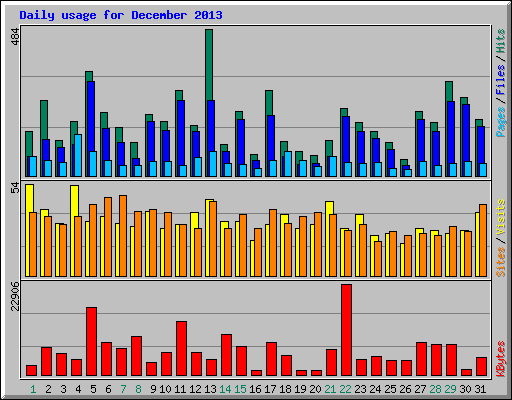 Daily usage for December 2013
484
54
22906
Pages / Files / Hits
Sites / Visits
KBytes
1 2 3 4 5 6 7 8 9 10 11 12 13 14 15 16 17 18 19 20 21 22 23 24 25 26 27 28 29 30 31